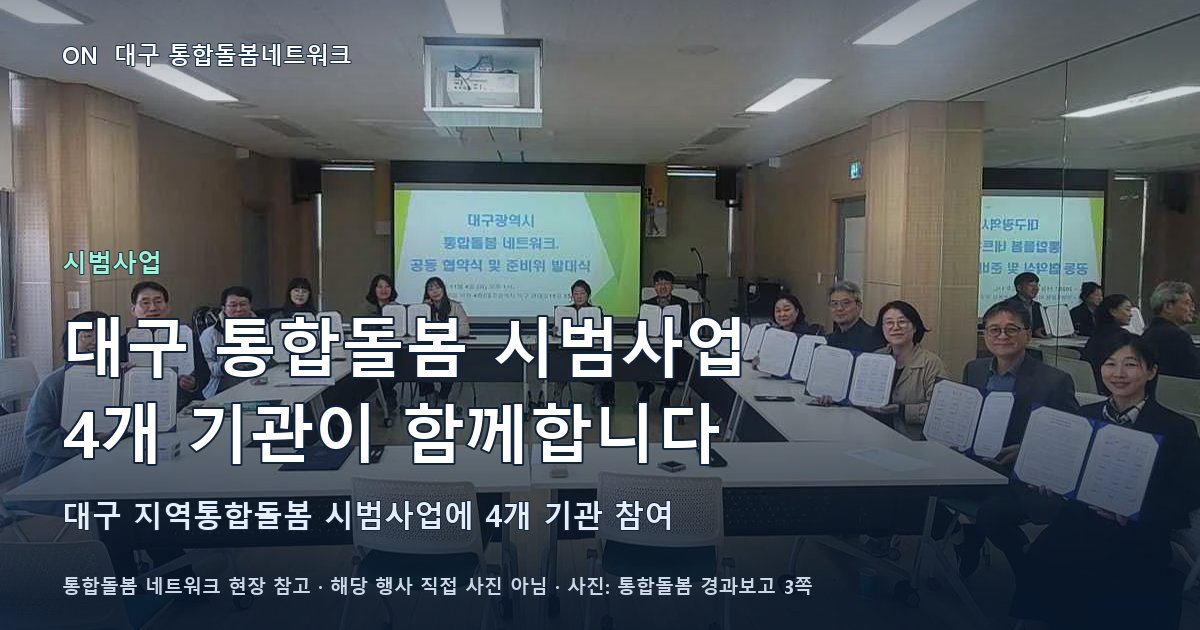 ON 대구 통합돌봄네트워크
대구광역시
통합돌봄 네트워크.
공동 협약식 및 준비위 발대식
시범사업
대구 통합돌봄 시범사업
4개 기관이 함께합니다
대구 지역통합돌봄 시범사업에 4개 기관 참여
통합돌봄 네트워크 현장 참고 · 해당 행사 직접 사진 아님 · 사진: 통합돌봄 경과보고 3쪽